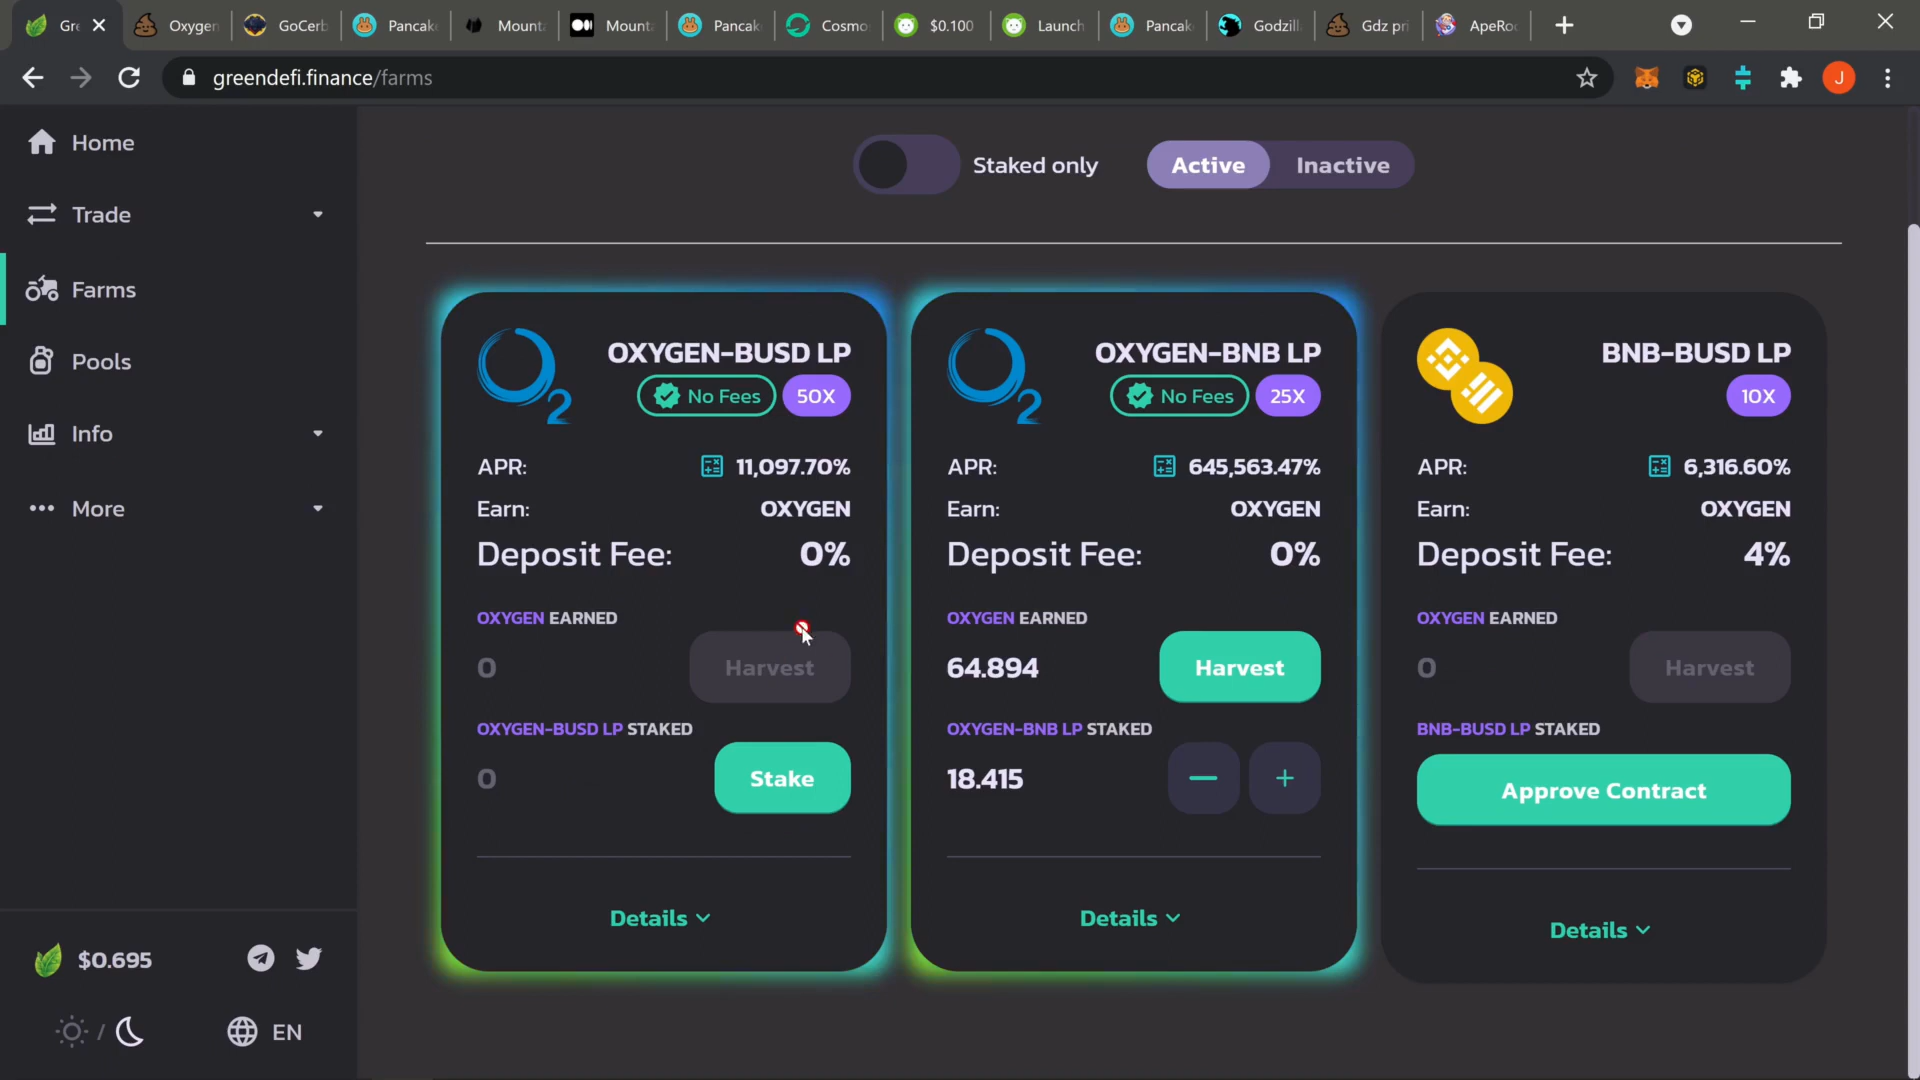 Gre
Oxygen
GoCerb
Pancake
Mounta
Mounta
Pancak
Cosmo
$0.100
Launch
Pancak
Godzill
Gdz pri
ApeRoc
greendefi.finance/farms
J
Home
Trade
Farms
Pools
Info
More
$0.695
/
EN
Staked only
Active
Inactive
OXYGEN-BUSD LP
No Fees 50X
APR: 11,097.70%
Earn: OXYGEN
Deposit Fee: 0%
OXYGEN EARNED
0 Harvest
OXYGEN-BUSD LP STAKED
0 Stake
Details
OXYGEN-BNB LP
No Fees 25X
APR: 645,563.47%
Earn: OXYGEN
Deposit Fee: 0%
OXYGEN EARNED
64.894 Harvest
OXYGEN-BNB LP STAKED
18.415 — +
Details
BNB-BUSD LP
10X
APR: 6,316.60%
Earn: OXYGEN
Deposit Fee: 4%
OXYGEN EARNED
0 Harvest
BNB-BUSD LP STAKED
Approve Contract
Details